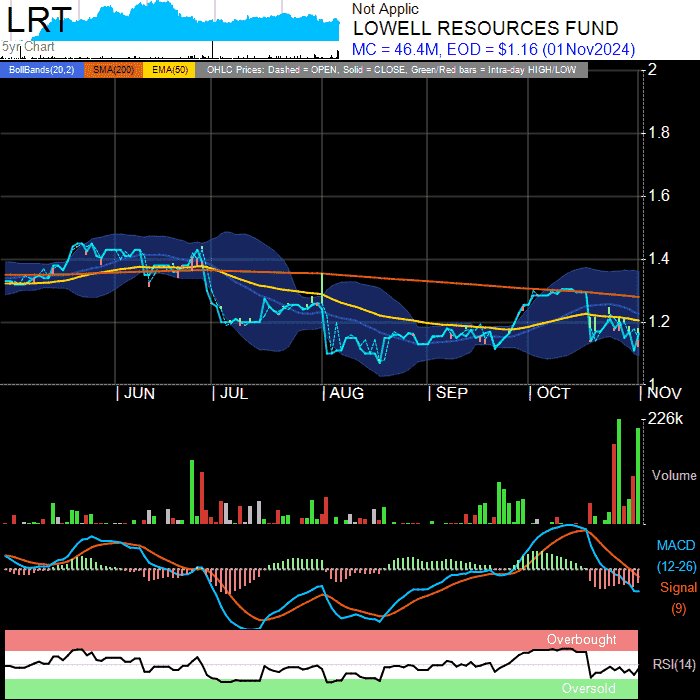 LRT
Not Applic
LOWELL RESOURCES FUND
5yr Chart
MC = 46.4M, EOD = $1.16 (01Nov2024)
BollBands(20,2) SMA(200) EMA(50) OHLC Prices: Dashed = OPEN, Solid = CLOSE, Green/Red bars = Intra-day HIGH/LOW
2
1.8
1.6
1.4
1.2
1
JUN JUL AUG SEP OCT NOV
226k
Volume
MACD
(12-26)
Signal
(9)
Overbought
RSI(14)
Oversold